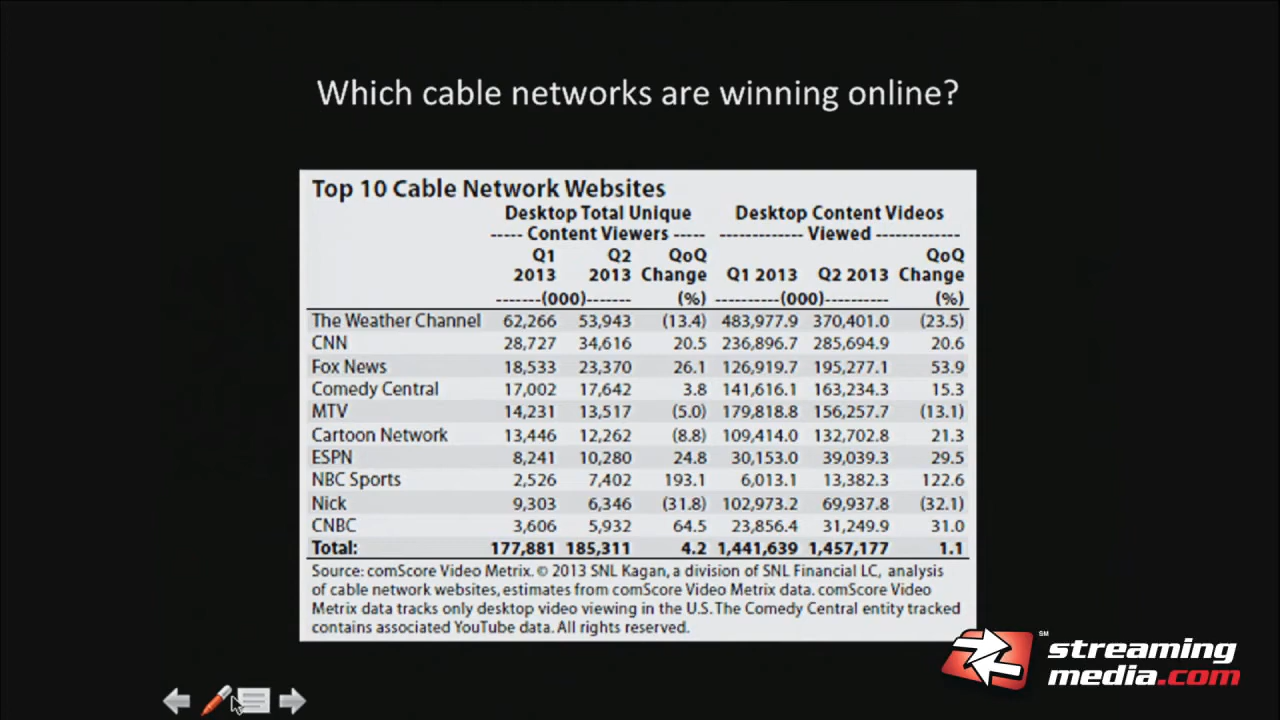 Which cable networks are winning online?
Top 10 Cable Network Websites
Desktop Total Unique Desktop Content Videos
----- Content Viewers ----- ------------- Viewed -------------
Q1 Q2 QoQ QoQ
2013 2013 Change Q1 2013 Q2 2013 Change
-------(000)------- (%) ----------(000)---------- (%)
The Weather Channel 62,266 53,943 (13.4) 483,977.9 370,401.0 (23.5)
CNN 28,727 34,616 20.5 236,896.7 285,694.9 20.6
Fox News 18,533 23,370 26.1 126,919.7 195,277.1 53.9
Comedy Central 17,002 17,642 3.8 141,616.1 163,234.3 15.3
MTV 14,231 13,517 (5.0) 179,818.8 156,257.7 (13.1)
Cartoon Network 13,446 12,262 (8.8) 109,414.0 132,702.8 21.3
ESPN 8,241 10,280 24.8 30,153.0 39,039.3 29.5
NBC Sports 2,526 7,402 193.1 6,013.1 13,382.3 122.6
Nick 9,303 6,346 (31.8) 102,973.2 69,937.8 (32.1)
CNBC 3,606 5,932 64.5 23,856.4 31,249.9 31.0
Total: 177,881 185,311 4.2 1,441,639 1,457,177 1.1
Source: comScore Video Metrix. © 2013 SNL Kagan, a division of SNL Financial LC, analysis
of cable network websites, estimates from comScore Video Metrix data. comScore Video
Metrix data tracks only desktop video viewing in the U.S. The Comedy Central entity tracked
contains associated YouTube data. All rights reserved.
SM
streaming
media.com